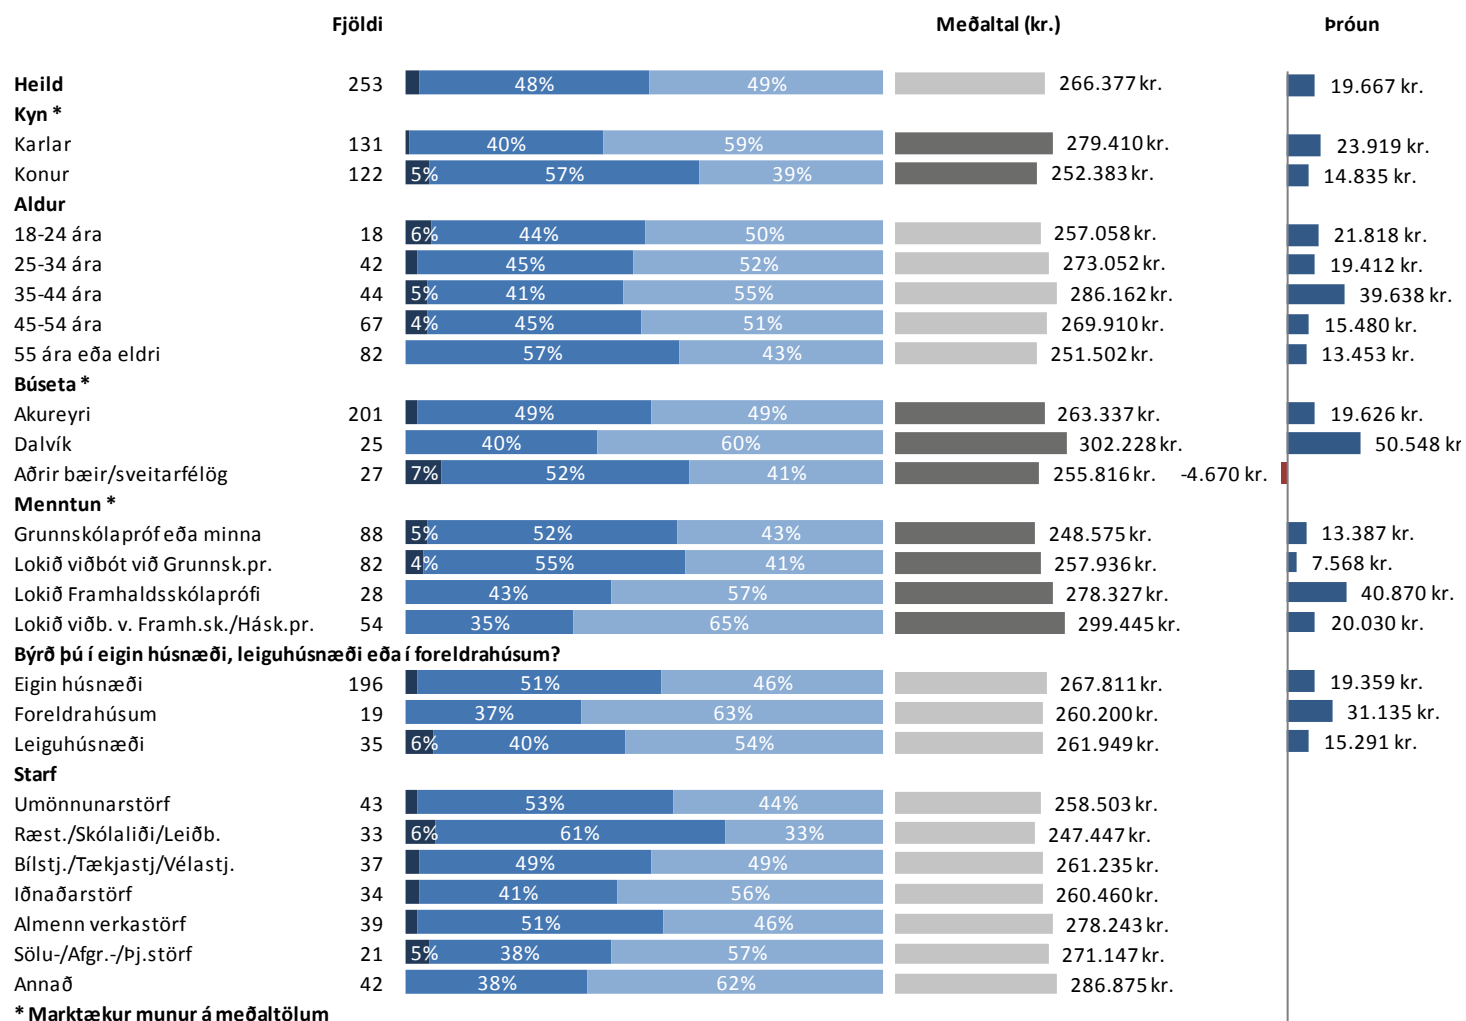 Fjöldi Meðaltal (kr.) Þróun
Heild 253 48% 49% 266.377 kr. 19.667 kr.
Kyn *
Karlar 131 40% 59% 279.410 kr. 23.919 kr.
Konur 122 5% 57% 39% 252.383 kr. 14.835 kr.
Aldur
18-24 ára 18 6% 44% 50% 257.058 kr. 21.818 kr.
25-34 ára 42 45% 52% 273.052 kr. 19.412 kr.
35-44 ára 44 5% 41% 55% 286.162 kr. 39.638 kr.
45-54 ára 67 4% 45% 51% 269.910 kr. 15.480 kr.
55 ára eða eldri 82 57% 43% 251.502 kr. 13.453 kr.
Búseta *
Akureyri 201 49% 49% 263.337 kr. 19.626 kr.
Dalvík 25 40% 60% 302.228 kr. 50.548 kr
Aðrir bæir/sveitarfélög 27 7% 52% 41% 255.816 kr. -4.670 kr.
Menntun *
Grunnskólapróf eða minna 88 5% 52% 43% 248.575 kr. 13.387 kr.
Lokið viðbót við Grunnsk.pr. 82 4% 55% 41% 257.936 kr. 7.568 kr.
Lokið Framhaldsskólaprófi 28 43% 57% 278.327 kr. 40.870 kr.
Lokið viðb. v. Framh.sk./Hásk.pr. 54 35% 65% 299.445 kr. 20.030 kr.
Býrð þú í eigin húsnæði, leiguhúsnæði eða í foreldrahúsum?
Eigin húsnæði 196 51% 46% 267.811 kr. 19.359 kr.
Foreldrahúsum 19 37% 63% 260.200 kr. 31.135 kr.
Leiguhúsnæði 35 6% 40% 54% 261.949 kr. 15.291 kr.
Starf
Umönnunarstörf 43 53% 44% 258.503 kr.
Ræst./Skólaliði/Leiðb. 33 6% 61% 33% 247.447 kr.
Bílstj./Tækjastj/Vélastj. 37 49% 49% 261.235 kr.
Iðnaðarstörf 34 41% 56% 260.460 kr.
Almenn verkastörf 39 51% 46% 278.243 kr.
Sölu-/Afgr.-/Þj.störf 21 5% 38% 57% 271.147 kr.
Annað 42 38% 62% 286.875 kr.
* Marktækur munur á meðaltölum